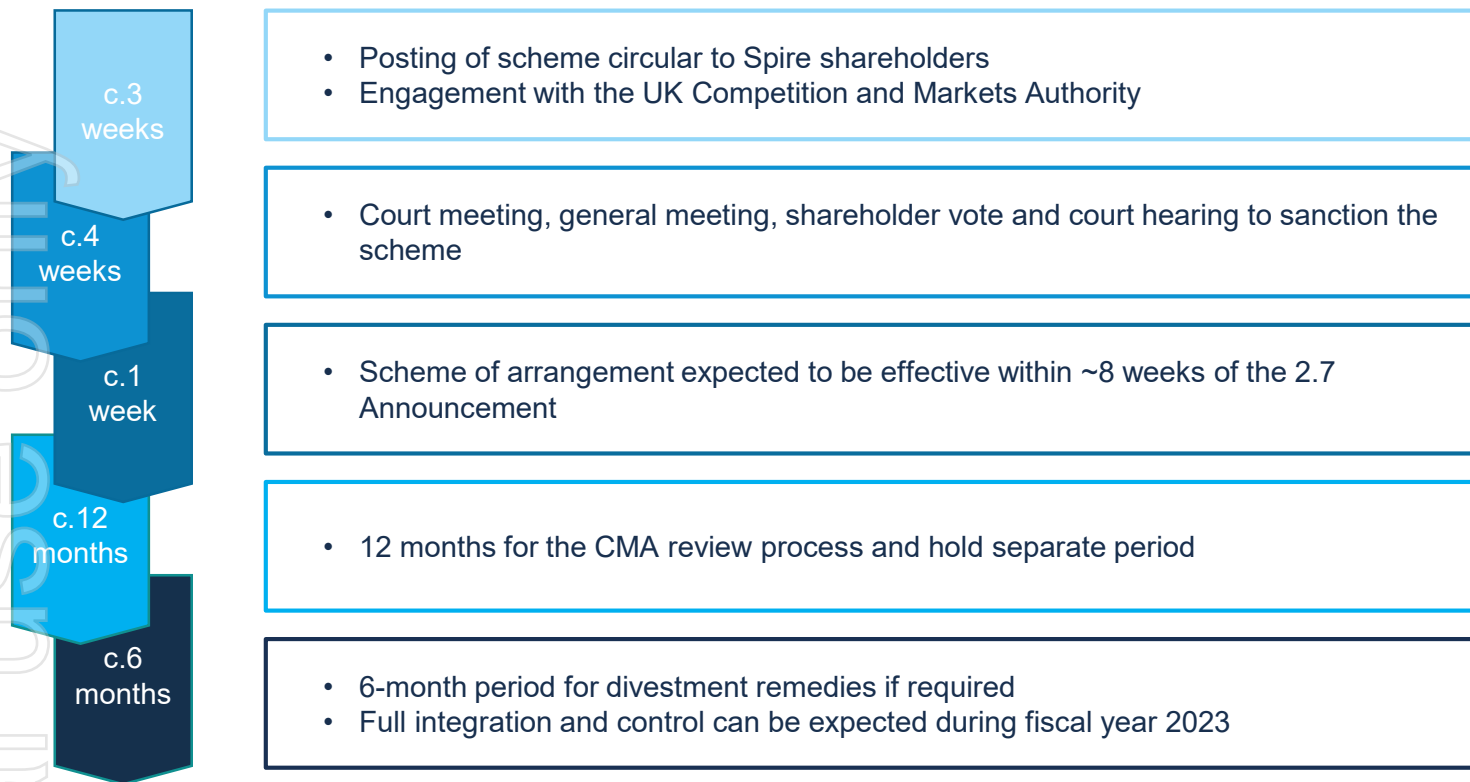 c.3
weeks
• Posting of scheme circular to Spire shareholders
• Engagement with the UK Competition and Markets Authority
c.4
weeks
• Court meeting, general meeting, shareholder vote and court hearing to sanction the
scheme
c.1
week
• Scheme of arrangement expected to be effective within ~8 weeks of the 2.7
Announcement
c.12
months
• 12 months for the CMA review process and hold separate period
c.6
months
• 6-month period for divestment remedies if required
• Full integration and control can be expected during fiscal year 2023